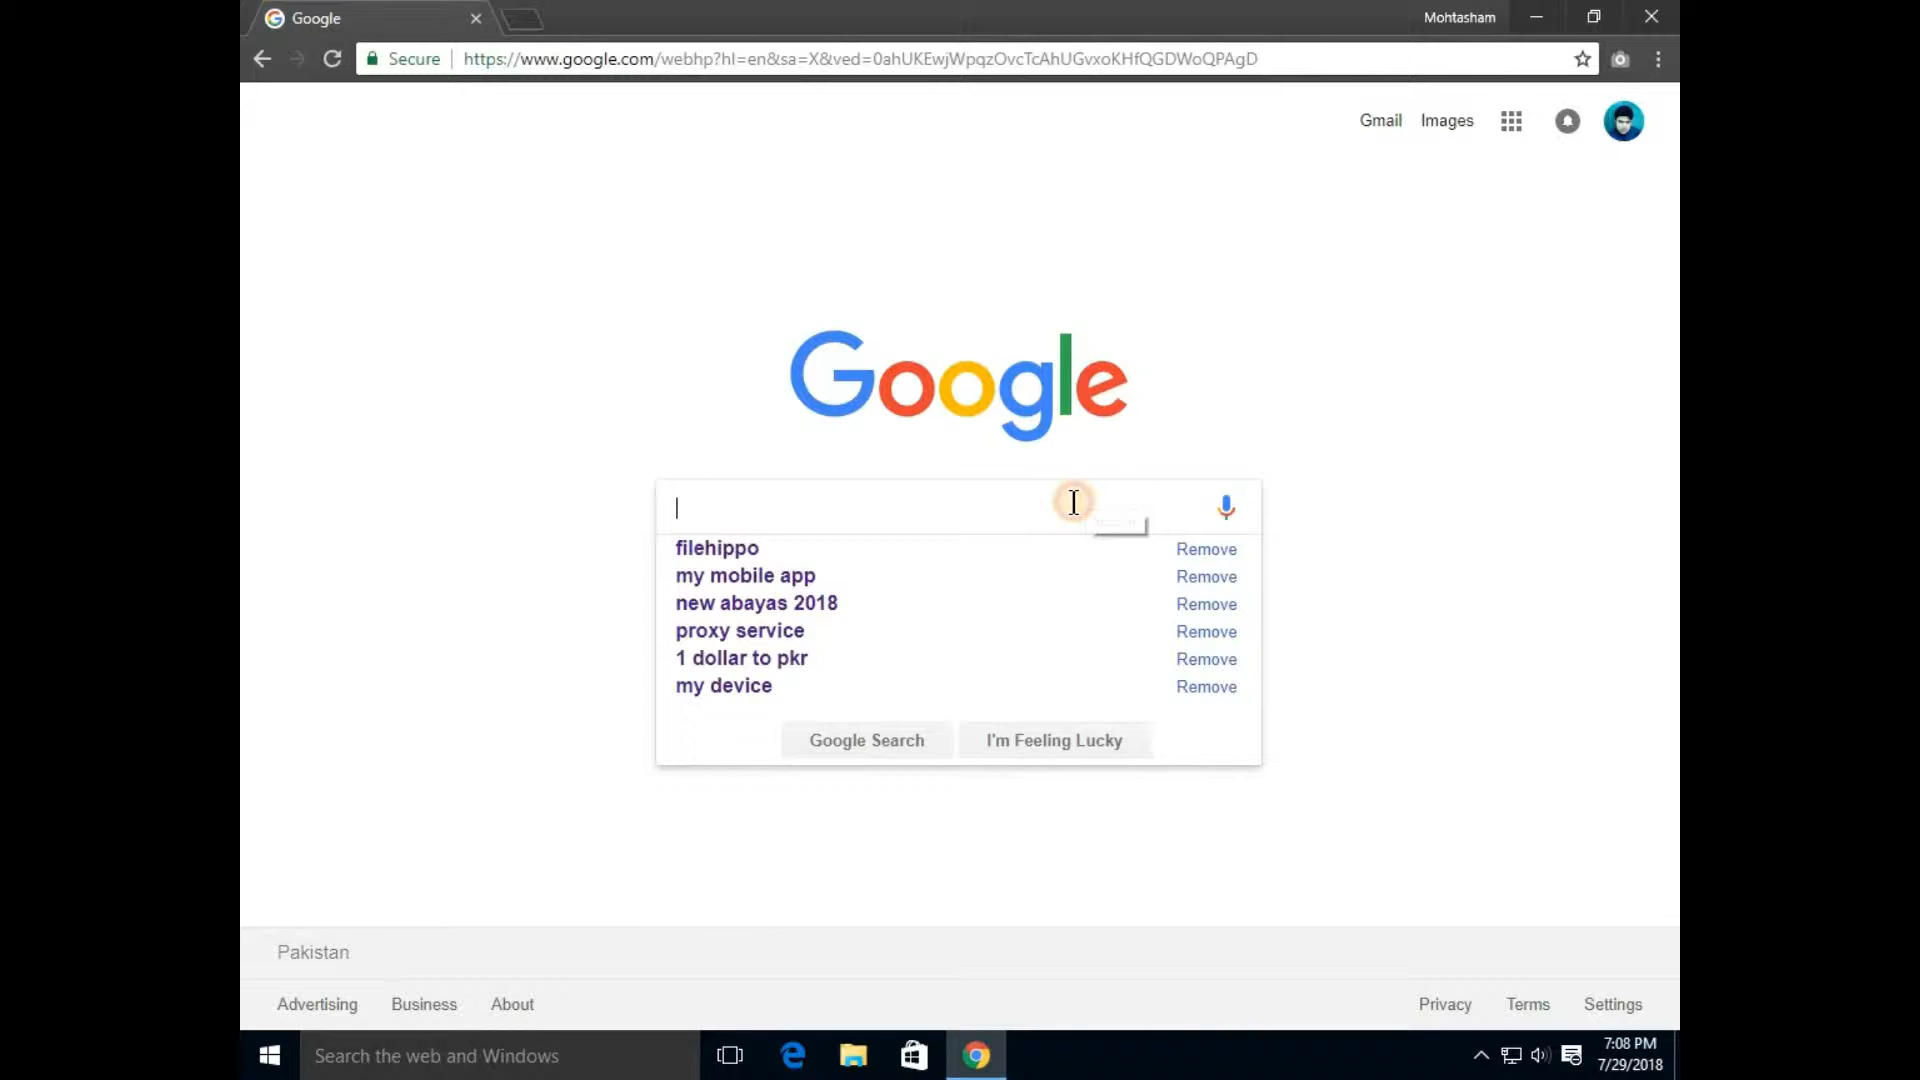 Google
Mohtasham
Secure
https://www.google.com/webhp?hl=en&sa=X&ved=0ahUKEwjWpqzOvcTcAhUGvxoKHfQGDWoQPAgD
Gmail Images
Google
filehippo Remove
my mobile app Remove
new abayas 2018 Remove
proxy service Remove
1 dollar to pkr Remove
my device Remove
Google Search I'm Feeling Lucky
Pakistan
Advertising Business About Privacy Terms Settings
Search the web and Windows
7:08 PM
7/29/2018